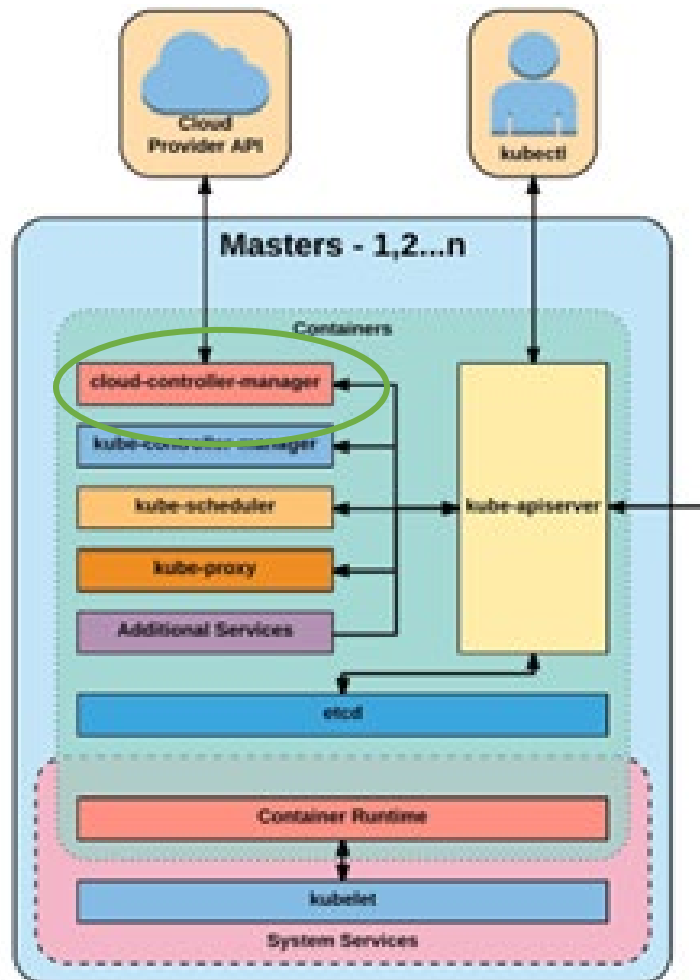 Cloud
Provider API
kubectl
Masters - 1,2...n
Containers
cloud-controller-manager
kube-controller-manager
kube-scheduler
kube-apiserver
kube-proxy
Additional Services
etcd
Container Runtime
kubelet
System Services